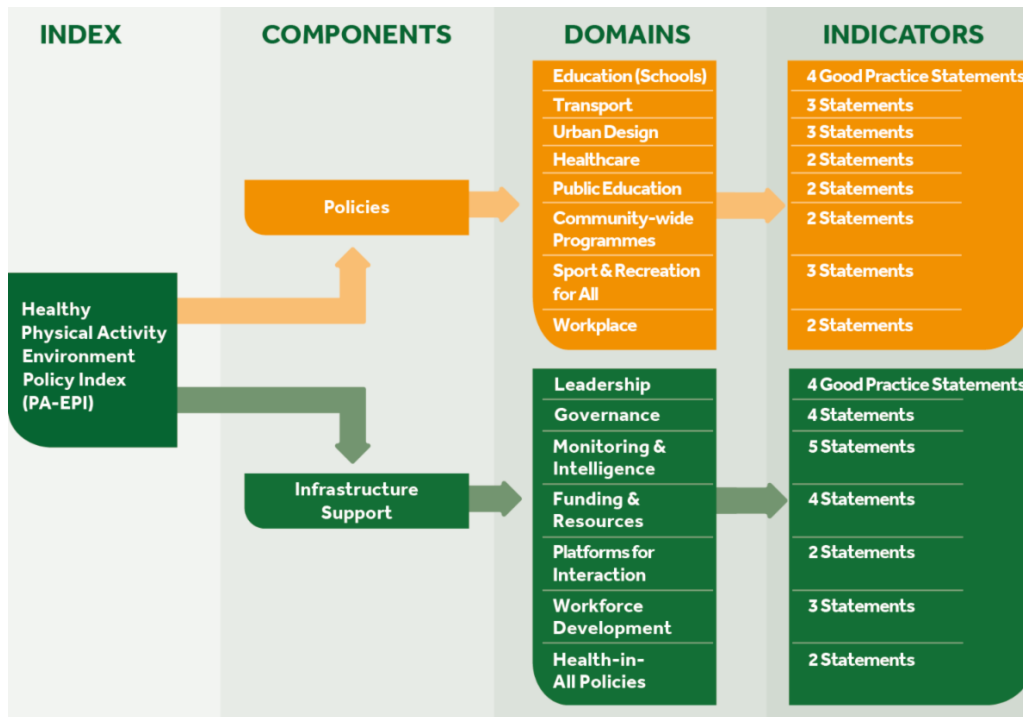 INDEX
COMPONENTS
DOMAINS
INDICATORS
Healthy
Physical Activity
Environment
Policy Index
(PA-EPI)
Policies
Education (Schools)
4 Good Practice Statements
Transport
3 Statements
Urban Design
3 Statements
Healthcare
2 Statements
Public Education
2 Statements
Community-wide
Programmes
2 Statements
Sport & Recreation
for All
3 Statements
Workplace
2 Statements
Infrastructure
Support
Leadership
4 Good Practice Statements
Governance
4 Statements
Monitoring &
Intelligence
5 Statements
Funding &
Resources
4 Statements
Platforms for
Interaction
2 Statements
Workforce
Development
3 Statements
Health-in-
All Policies
2 Statements